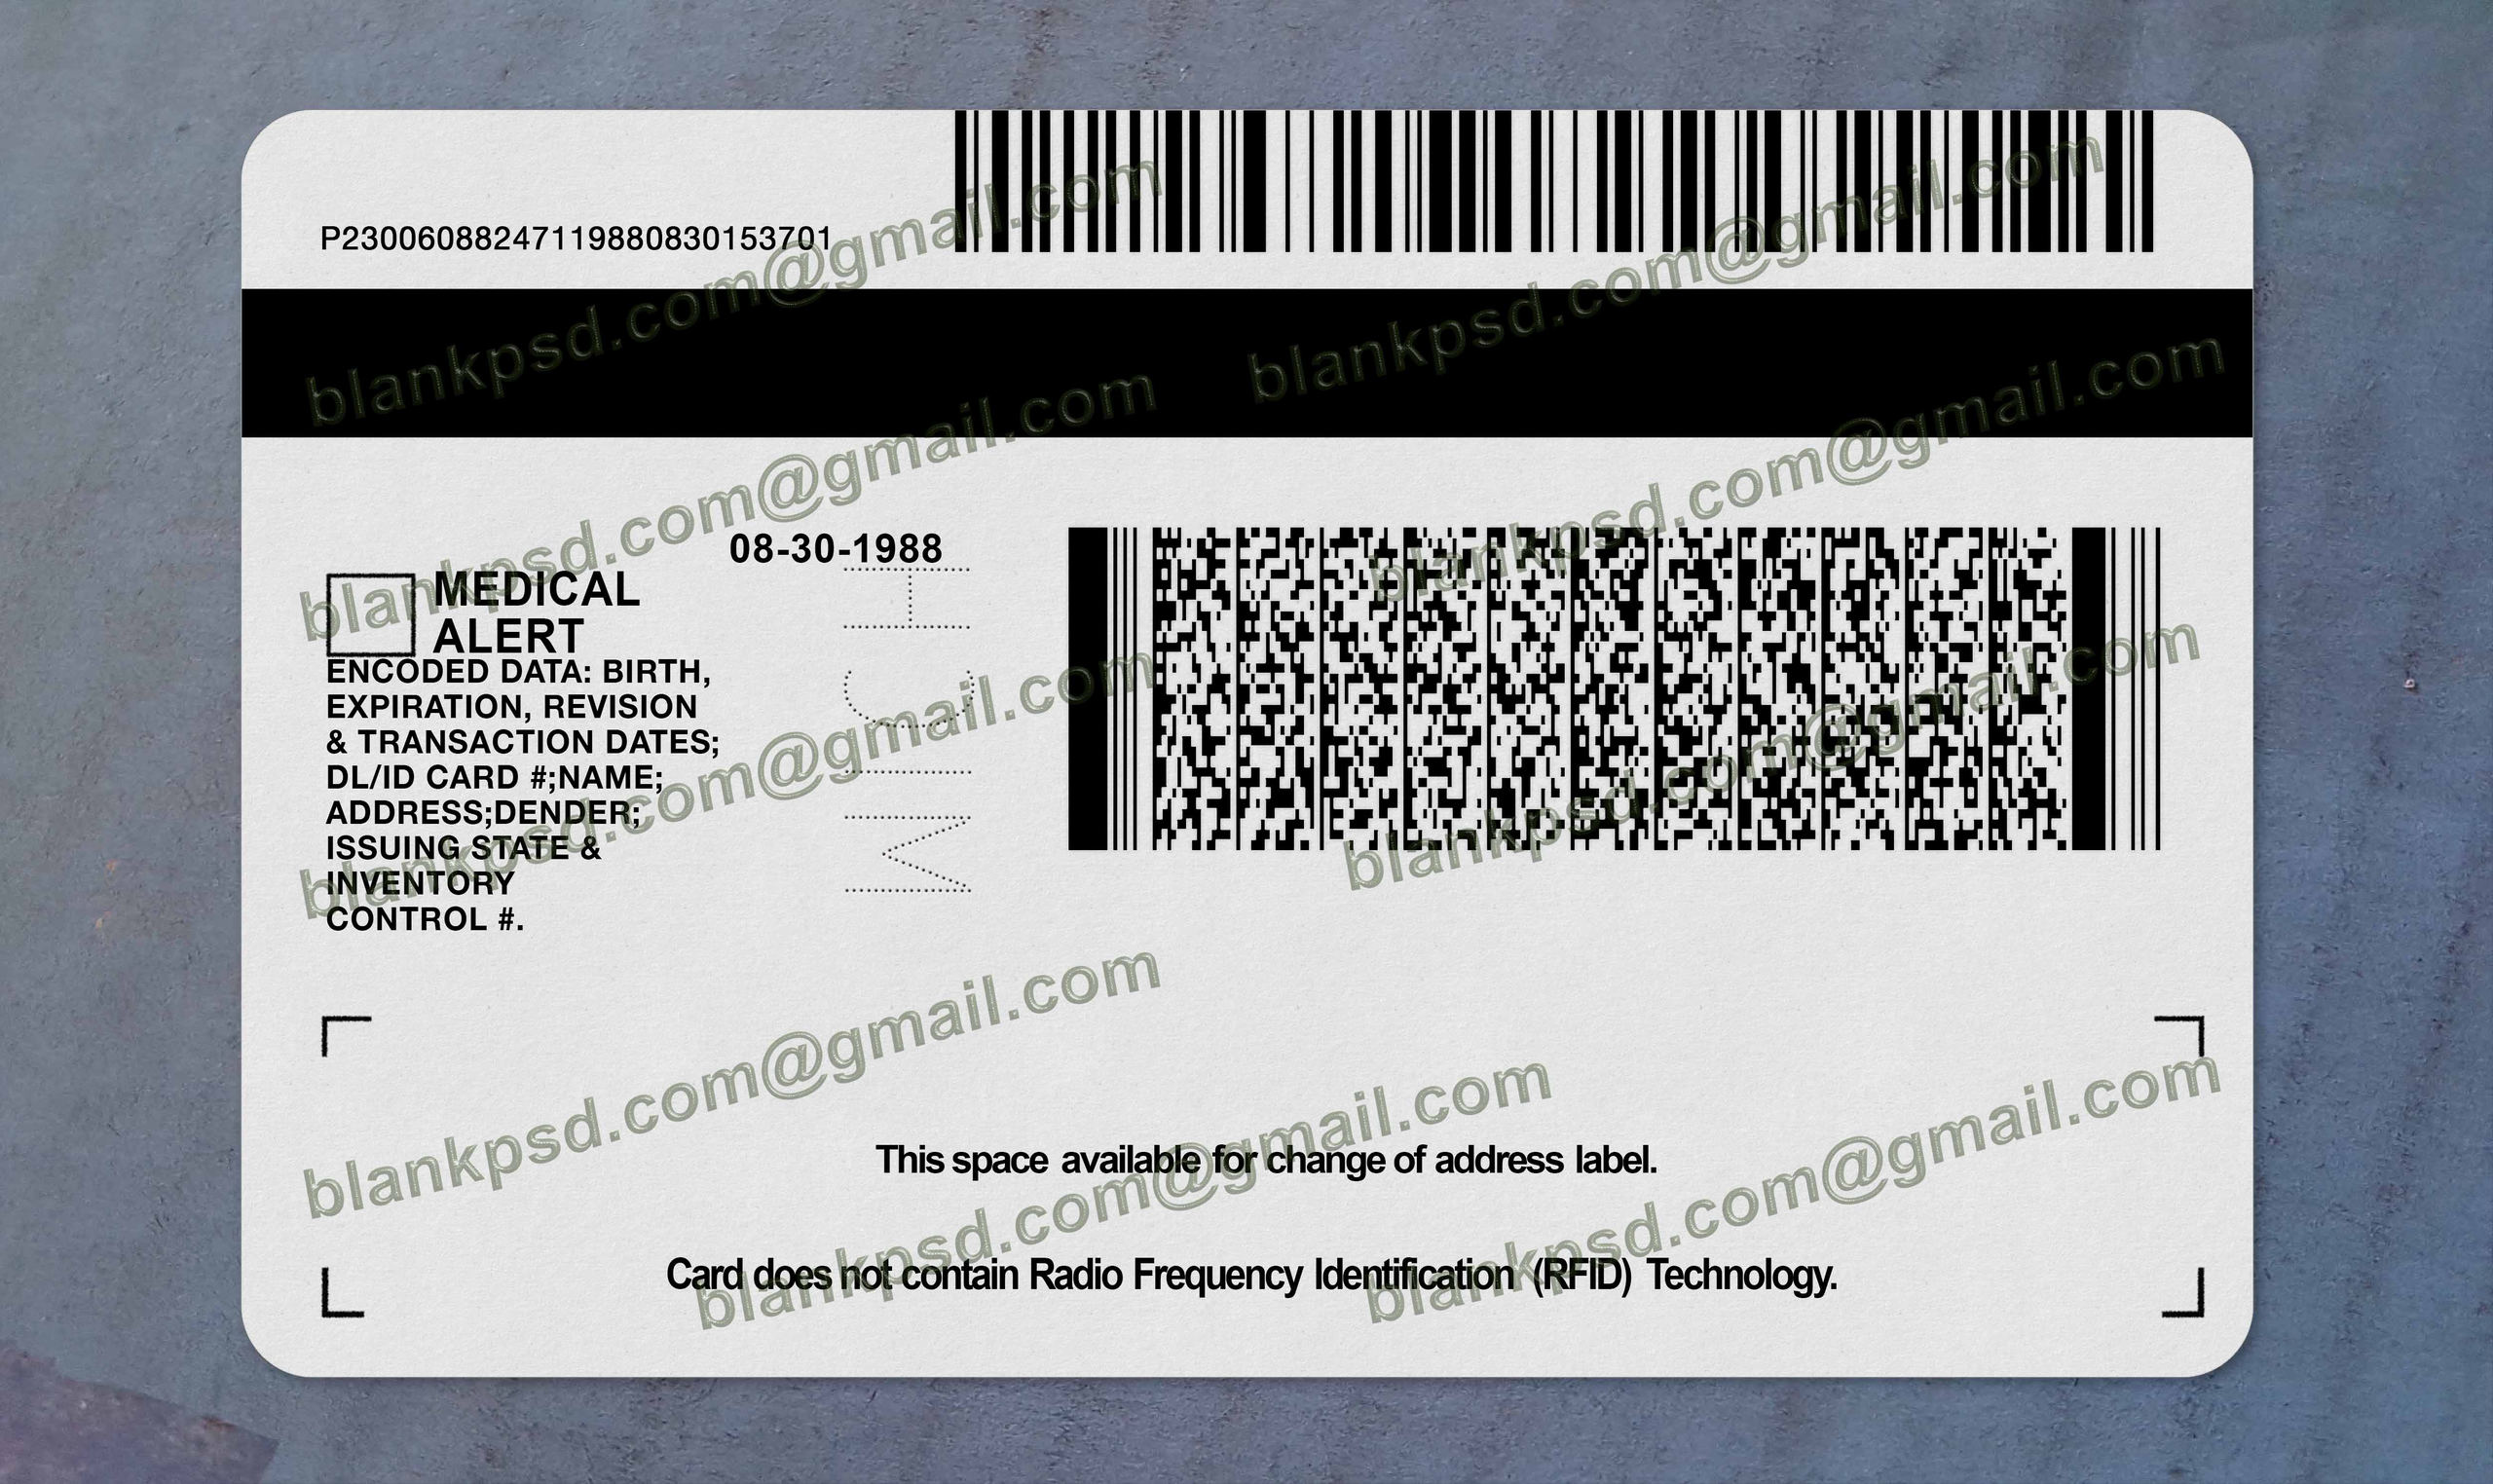 P23006088247119880830153701
blankpsd.com@gmail.com
blankpsd.com@gmail.com
blankpsd.com@gmail.com
blankpsd.com@gmail.com
08-30-1988
MEDICAL
ALERT
ENCODED DATA: BIRTH,
EXPIRATION, REVISION
& TRANSACTION DATES;
DL/ID CARD #;NAME;
ADDRESS;DENDER;
ISSUING STATE &
INVENTORY
CONTROL #.
MICH
blankpsd.com@gmail.com
blankpsd.com@gmail.com
blankpsd.com@gmail.com
This space available for change of address label.
blankpsd.com@gmail.com
blankpsd.com@gmail.com
Card does not contain Radio Frequency Identification (RFID) Technology.